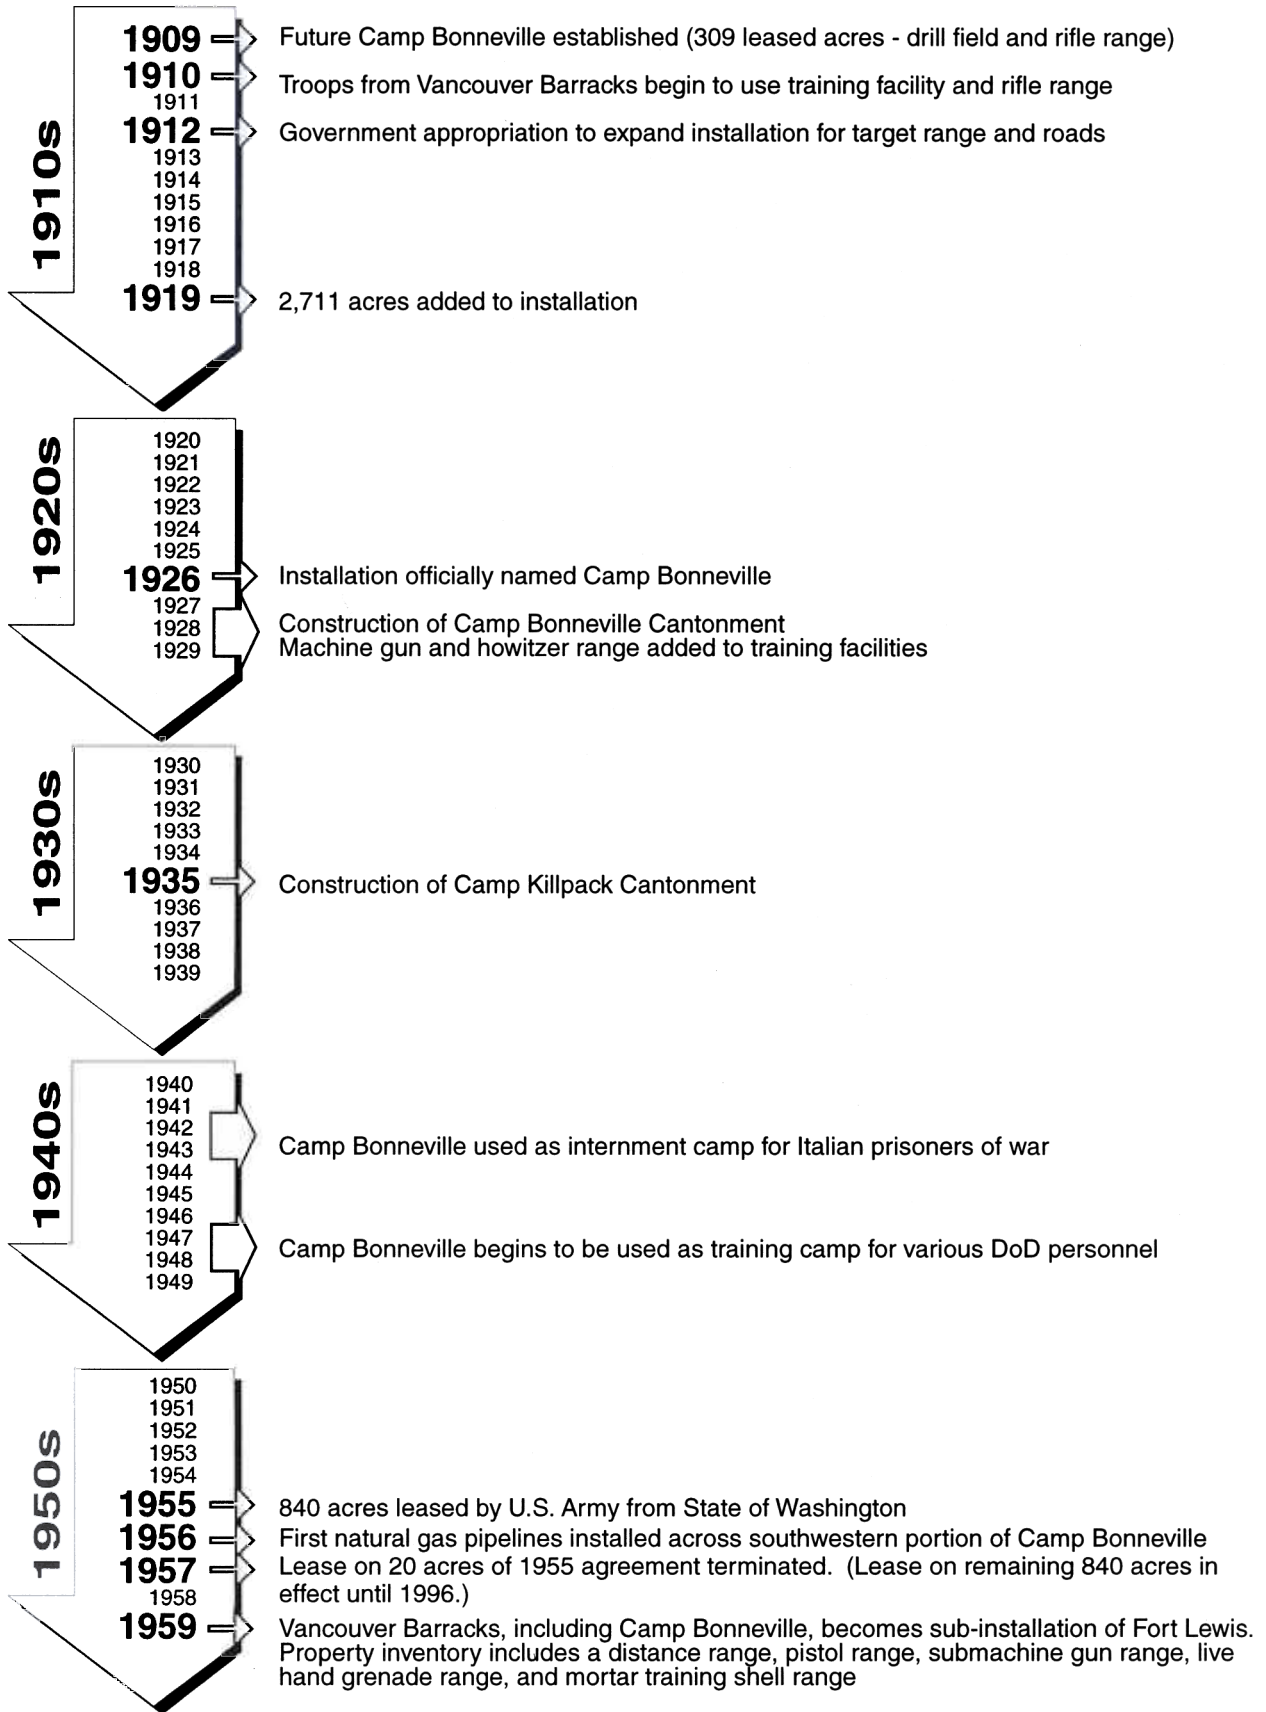 1910s
1909 Future Camp Bonneville established (309 leased acres - drill field and rifle range)
1910 Troops from Vancouver Barracks begin to use training facility and rifle range
1911
1912 Government appropriation to expand installation for target range and roads
1913
1914
1915
1916
1917
1918
1919 2,711 acres added to installation
1920s
1920
1921
1922
1923
1924
1925
1926 Installation officially named Camp Bonneville
1927
1928 Construction of Camp Bonneville Cantonment
1929 Machine gun and howitzer range added to training facilities
1930s
1930
1931
1932
1933
1934
1935 Construction of Camp Killpack Cantonment
1936
1937
1938
1939
1940s
1940
1941
1942
1943 Camp Bonneville used as internment camp for Italian prisoners of war
1944
1945
1946
1947
1948 Camp Bonneville begins to be used as training camp for various DoD personnel
1949
1950s
1950
1951
1952
1953
1954
1955 840 acres leased by U.S. Army from State of Washington
1956 First natural gas pipelines installed across southwestern portion of Camp Bonneville
1957 Lease on 20 acres of 1955 agreement terminated. (Lease on remaining 840 acres in
1958 effect until 1996.)
1959 Vancouver Barracks, including Camp Bonneville, becomes sub-installation of Fort Lewis.
Property inventory includes a distance range, pistol range, submachine gun range, live
hand grenade range, and mortar training shell range